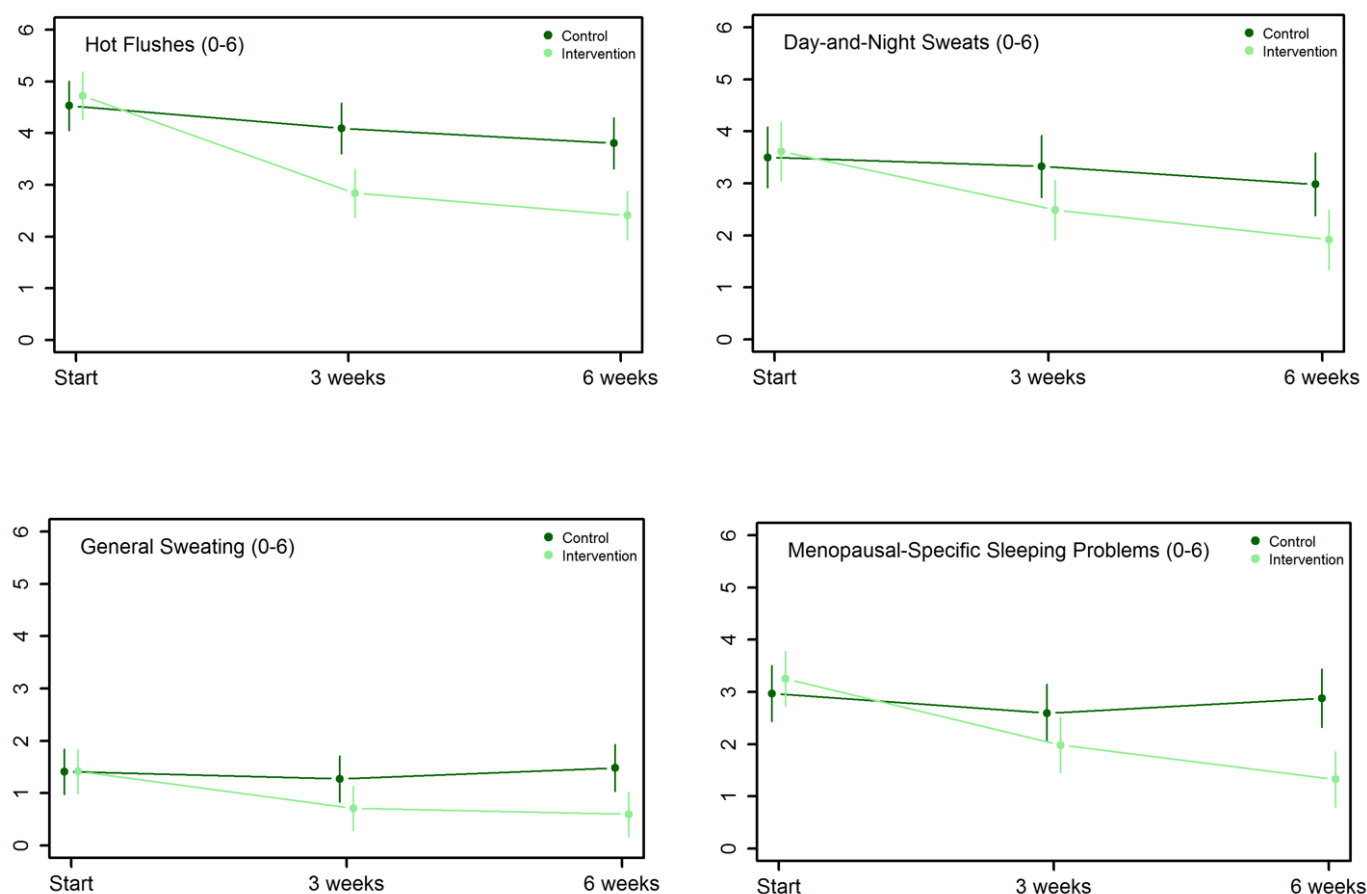 Hot Flushes (0-6)
Control
Intervention
6
5
4
3
2
1
0
Start 3 weeks 6 weeks
Day-and-Night Sweats (0-6)
Control
Intervention
6
5
4
3
2
1
0
Start 3 weeks 6 weeks
General Sweating (0-6)
Control
Intervention
6
5
4
3
2
1
0
Start 3 weeks 6 weeks
Menopausal-Specific Sleeping Problems (0-6)
Control
Intervention
6
5
4
3
2
1
0
Start 3 weeks 6 weeks